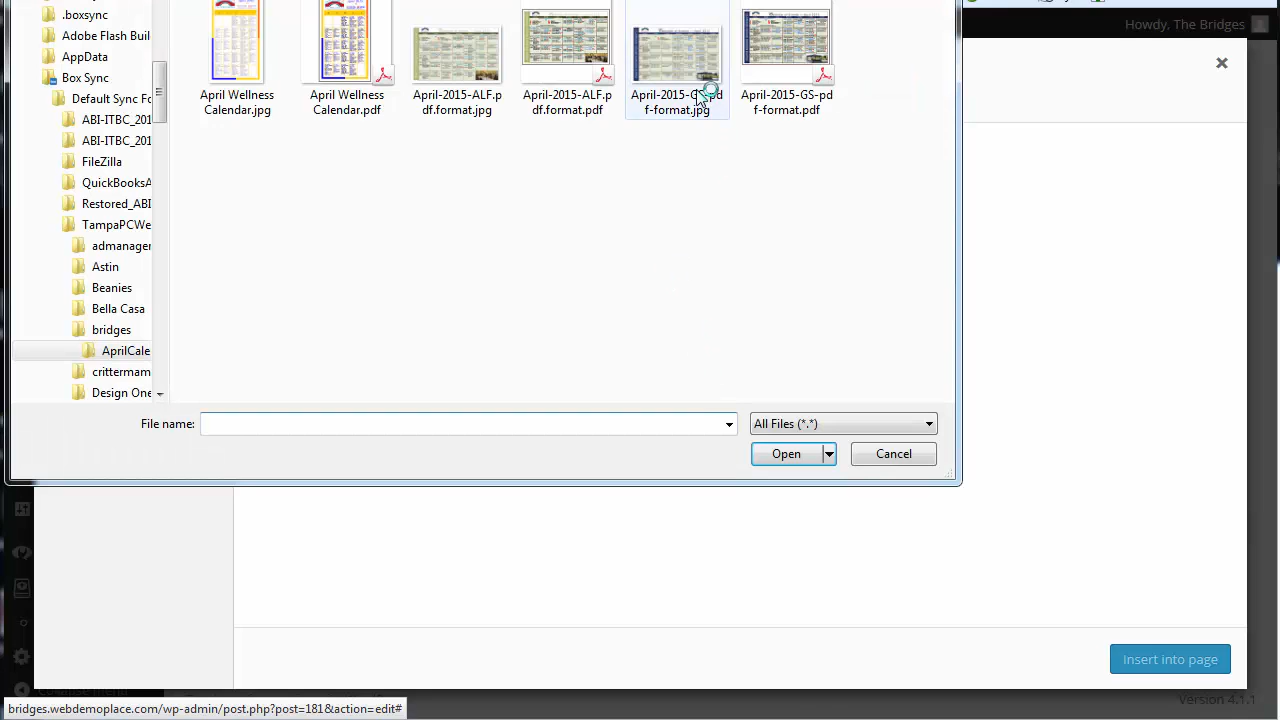 Howdy, The Bridges
.boxsync
Adobe Flash Buil
AppData
Box Sync
Default Sync Fo
ABI-ITBC_201
ABI-ITBC_201
FileZilla
QuickBooksA
Restored_ABI
TampaPCWe
admanager
Astin
Beanies
Bella Casa
bridges
AprilCale
crittermam
Design One
April Wellness
Calendar.jpg
April Wellness
Calendar.pdf
April-2015-ALF.p
df.format.jpg
April-2015-ALF.p
df.format.pdf
April-2015-G pd
f-format.jpg
April-2015-GS-pd
f-format.pdf
File name:
All Files (*.*)
Open
Cancel
Insert into page
Version 4.1.1
bridges.webdemoplace.com/wp-admin/post.php?post=181&action=edit#